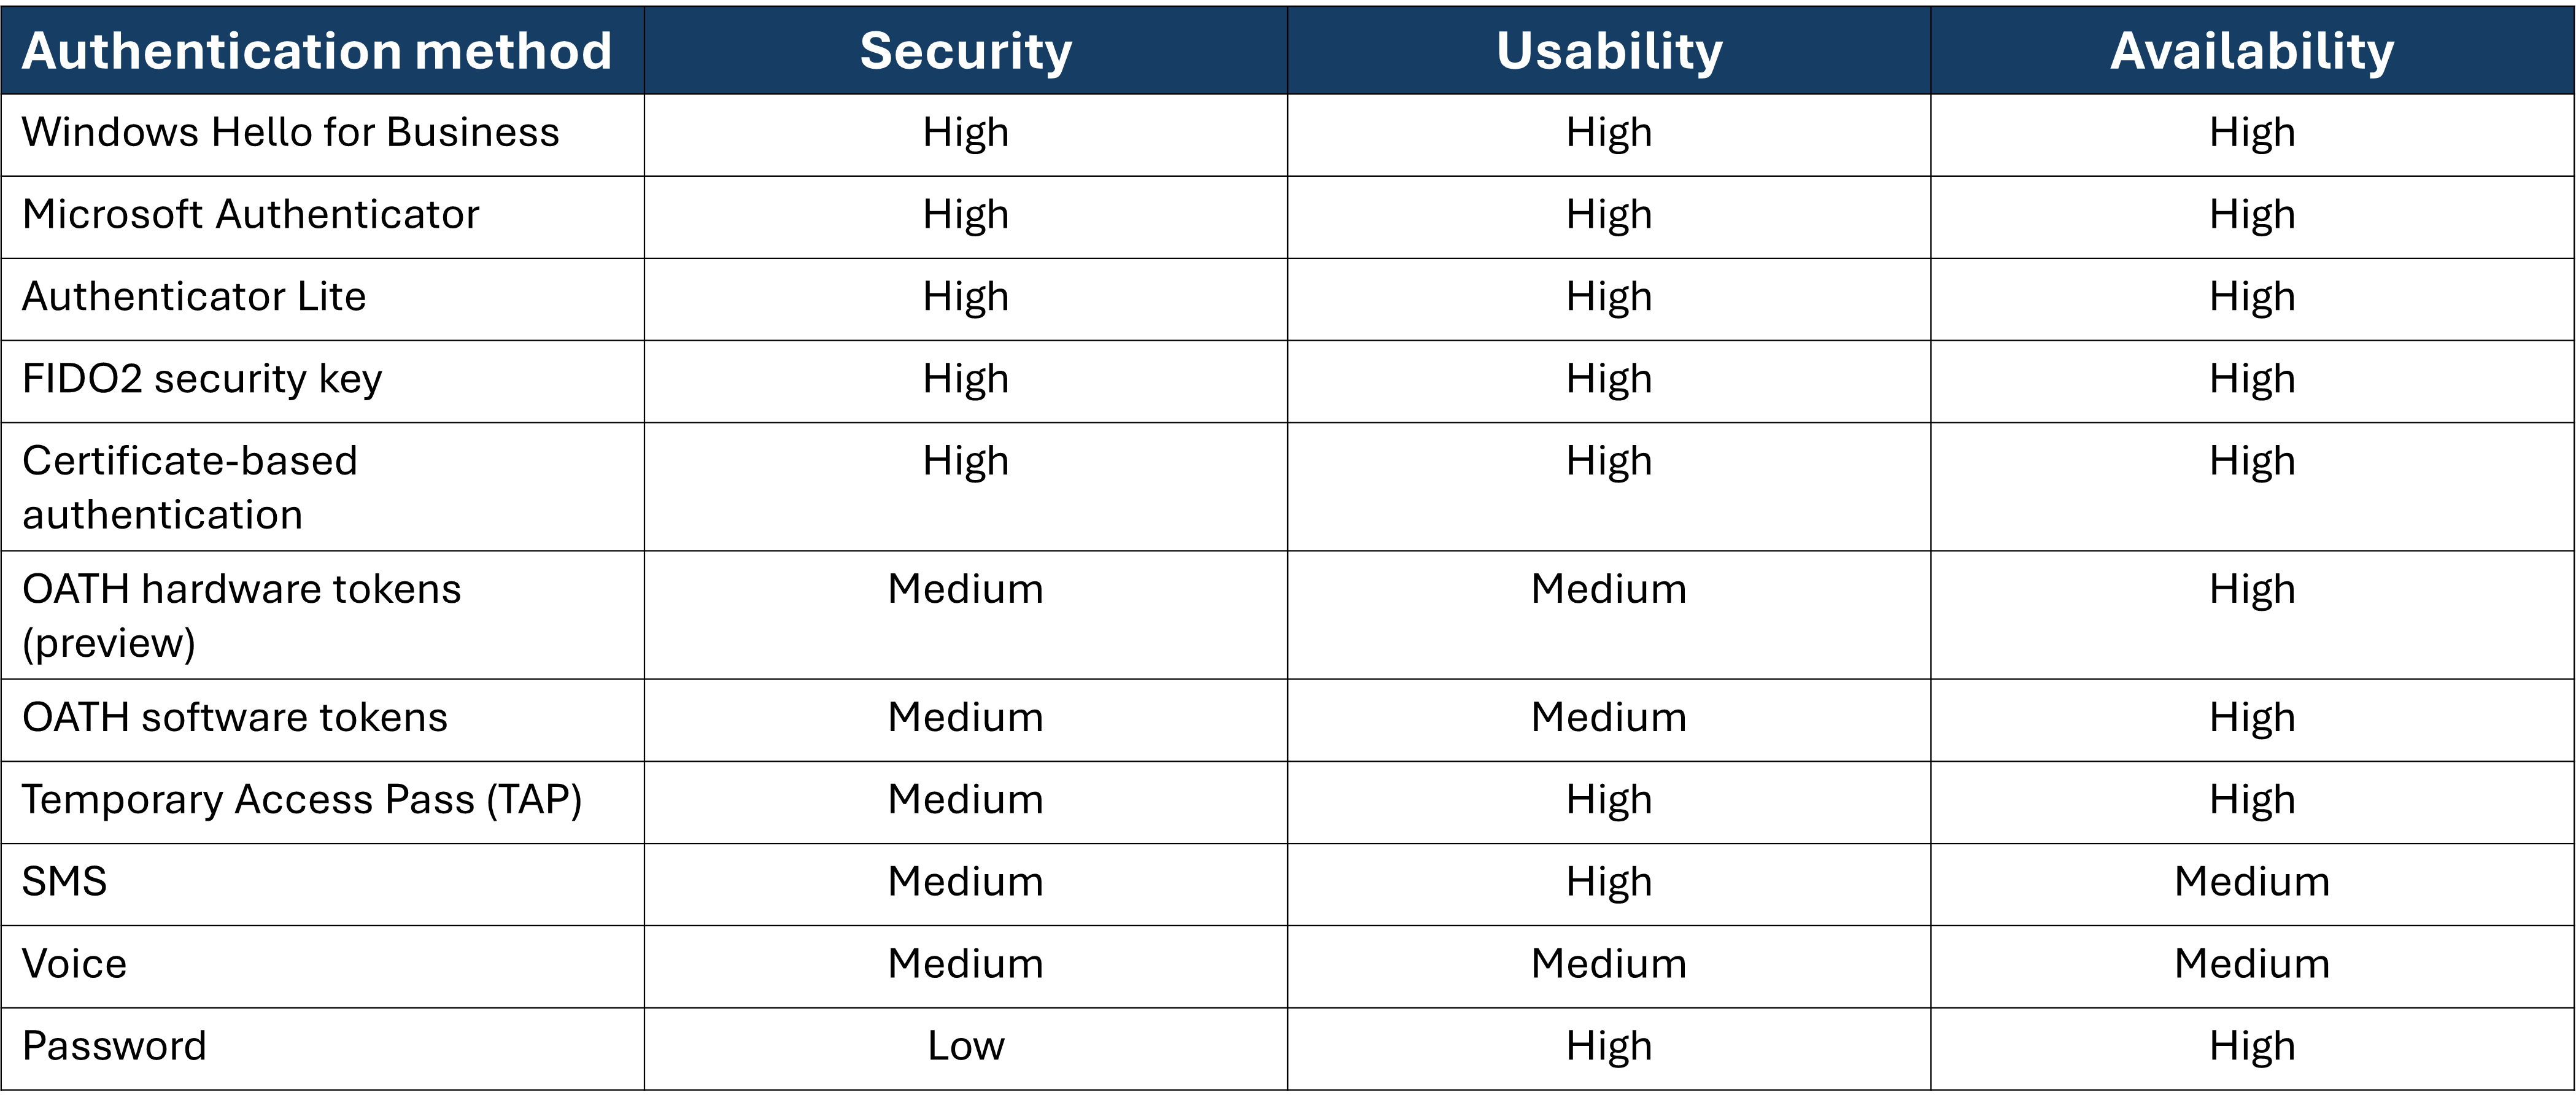 Authentication method Security Usability Availability
Windows Hello for Business High High High
Microsoft Authenticator High High High
Authenticator Lite High High High
FIDO2 security key High High High
Certificate-based High High High
authentication
OATH hardware tokens Medium Medium High
(preview)
OATH software tokens Medium Medium High
Temporary Access Pass (TAP) Medium High High
SMS Medium High Medium
Voice Medium Medium Medium
Password Low High High